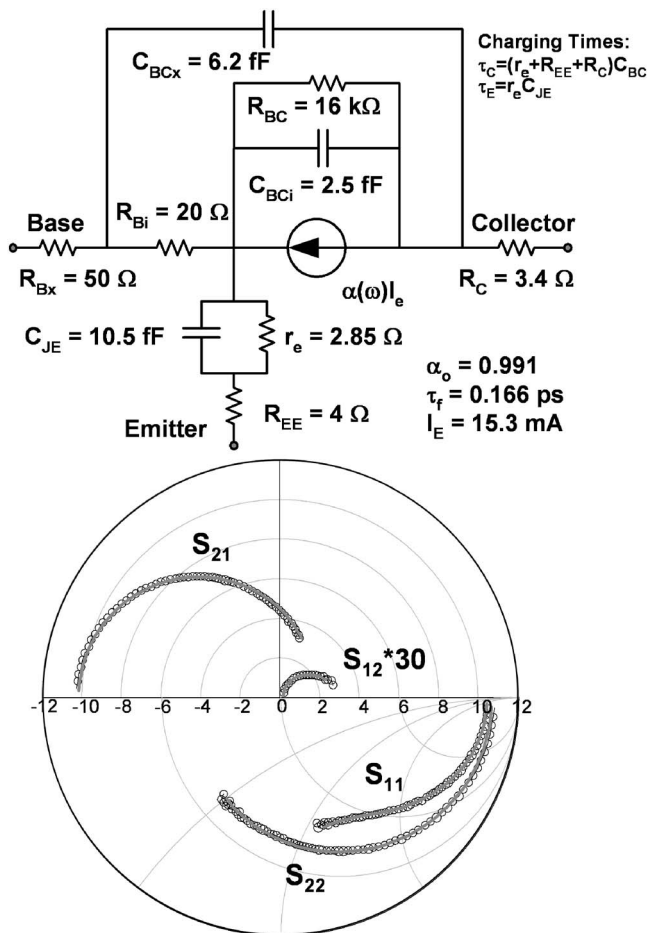 C_BCx = 6.2 fF
Charging Times:
τ_C=(r_e+R_EE+R_C)C_BC
τ_E=r_eC_JE
R_BC = 16 kΩ
C_BCi = 2.5 fF
R_Bi = 20 Ω
Base
Collector
R_Bx = 50 Ω
α(ω)I_e
R_C = 3.4 Ω
C_JE = 10.5 fF
r_e = 2.85 Ω
R_EE = 4 Ω
Emitter
α_o = 0.991
τ_f = 0.166 ps
I_E = 15.3 mA
S_21
S_12*30
-12 -10 -8 -6 -4 -2 0 2 4 6 8 10 12
S_11
S_22